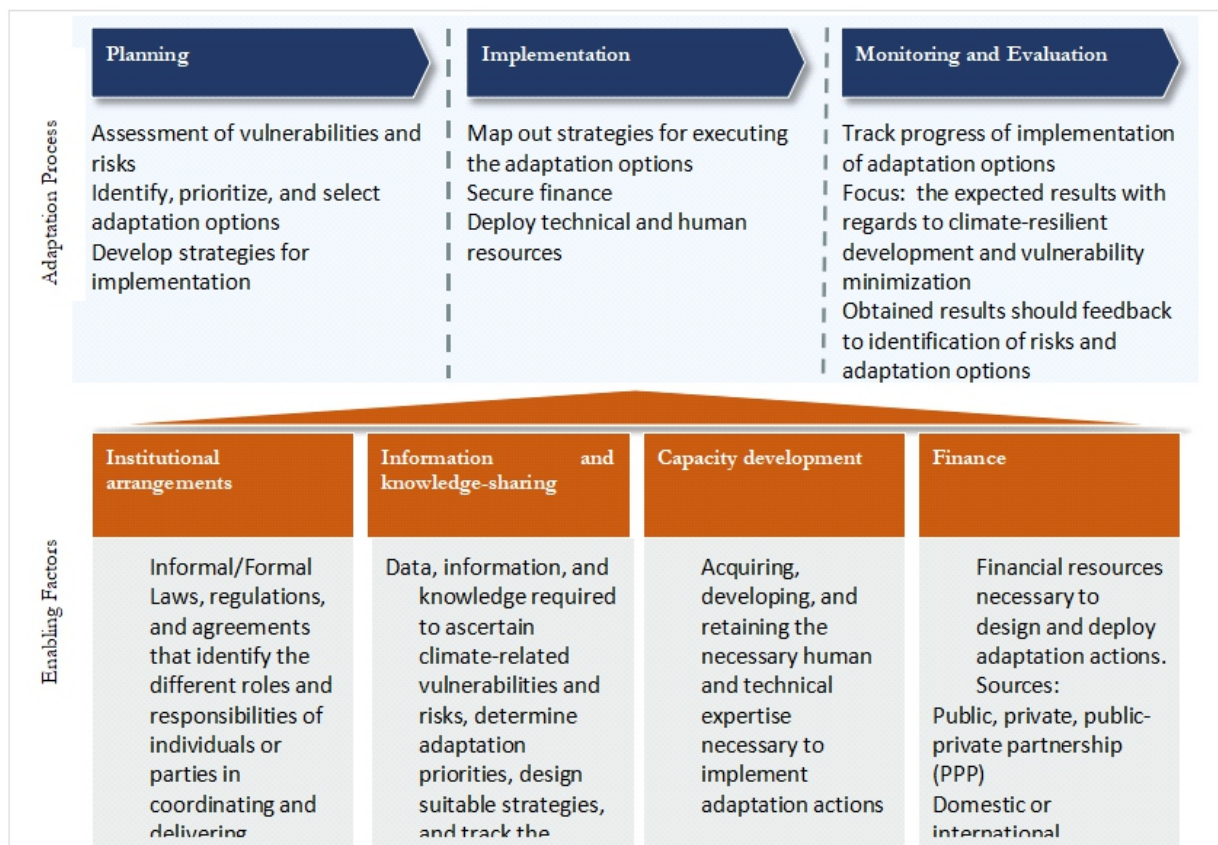 Adaptation Process
Planning
Assessment of vulnerabilities and
risks
Identify, prioritize, and select
adaptation options
Develop strategies for
implementation
Implementation
Map out strategies for executing
the adaptation options
Secure finance
Deploy technical and human
resources
Monitoring and Evaluation
Track progress of implementation
of adaptation options
Focus:  the expected results with
regards to climate-resilient
development and vulnerability
minimization
Obtained results should feedback
to identification of risks and
adaptation options
Enabling Factors
Institutional
arrangements
Informal/Formal
Laws, regulations,
and agreements
that identify the
different roles and
responsibilities of
individuals or
parties in
coordinating and
delivering
Information and
knowledge-sharing
Data, information, and
knowledge required
to ascertain
climate-related
vulnerabilities and
risks, determine
adaptation
priorities, design
suitable strategies,
and track the
Capacity development
Acquiring,
developing, and
retaining the
necessary human
and technical
expertise
necessary to
implement
adaptation actions
Finance
Financial resources
necessary to
design and deploy
adaptation actions.
Sources:
Public, private, public-
private partnership
(PPP)
Domestic or
international